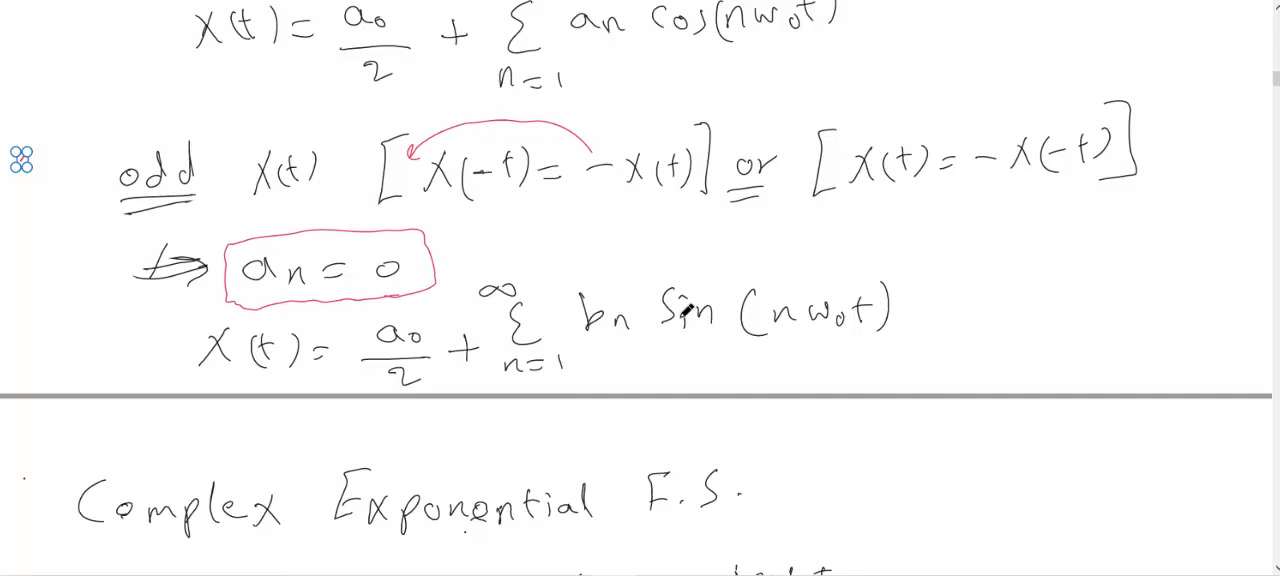 X(t) = a₀/2 + Σ n=1 an cos(nω₀t)
odd X(t) [X(-t) = -X(t)] or [X(t) = -X(-t)]
⇒ an = 0
X(t) = a₀/2 + ∞ Σ n=1 bn Sin (nω₀t)
Complex Exponential F.S.